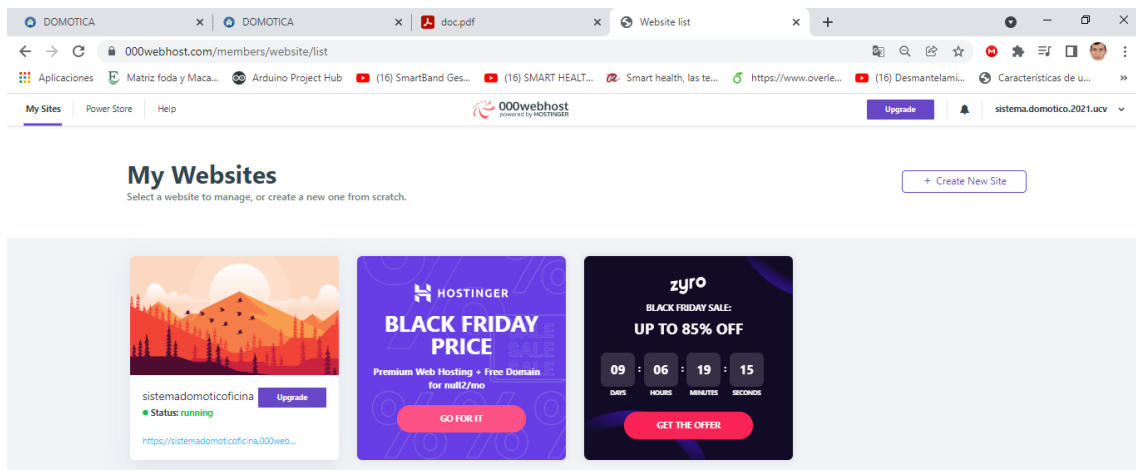 DOMOTICA
DOMOTICA
doc.pdf
Website list
000webhost.com/members/website/list
Aplicaciones
Matriz foda y Maca...
Arduino Project Hub
(16) SmartBand Ges...
(16) SMART HEALT...
Smart health, las te...
https://www.overle...
(16) Desmantelami...
Características de u...
»
My Sites
Power Store
Help
000webhost
powered by HOSTINGER
Upgrade
sistema.domotico.2021.ucv
My Websites
Select a website to manage, or create a new one from scratch.
+ Create New Site
sistemadomoticoficina
Upgrade
Status: running
https://sistemadomoticoficina.000web...
HOSTINGER
BLACK FRIDAY
PRICE
SALE
SALE
SALE
Premium Web Hosting + Free Domain
for null2/mo
GO FOR IT
zyro
BLACK FRIDAY SALE:
UP TO 85% OFF
09 : 06 : 19 : 15
DAYS HOURS MINUTES SECONDS
GET THE OFFER